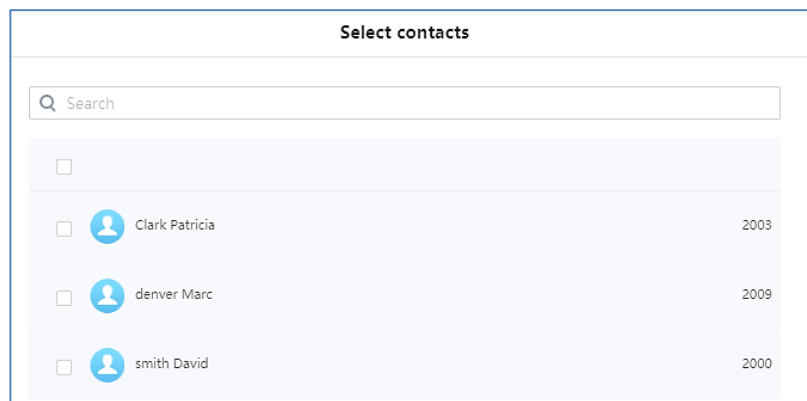 Select contacts
Search
Clark Patricia 2003
denver Marc 2009
smith David 2000